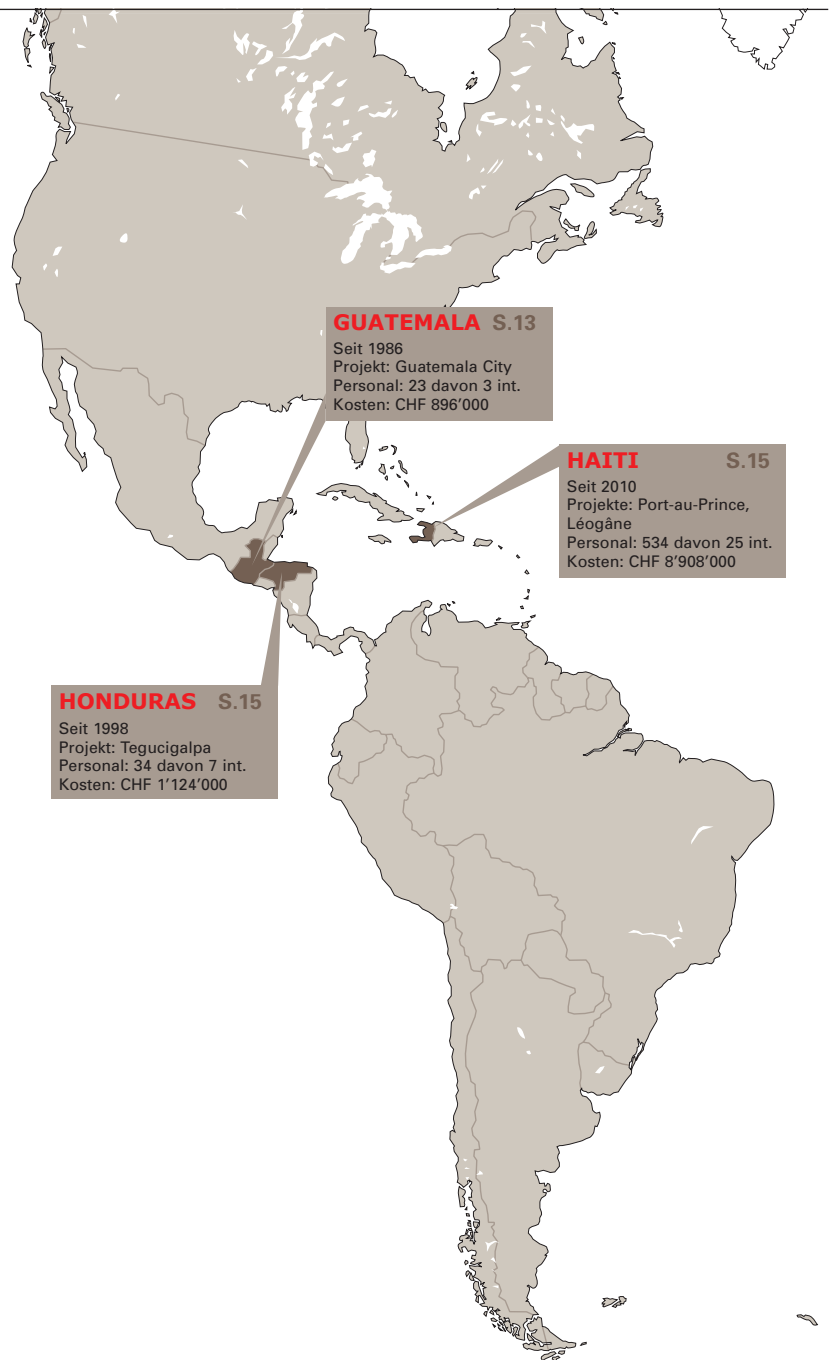 GUATEMALA S.13
Seit 1986
Projekt: Guatemala City
Personal: 23 davon 3 int.
Kosten: CHF 896’000
HAITI S.15
Seit 2010
Projekte: Port-au-Prince,
Léogâne
Personal: 534 davon 25 int.
Kosten: CHF 8’908’000
HONDURAS S.15
Seit 1998
Projekt: Tegucigalpa
Personal: 34 davon 7 int.
Kosten: CHF 1’124’000